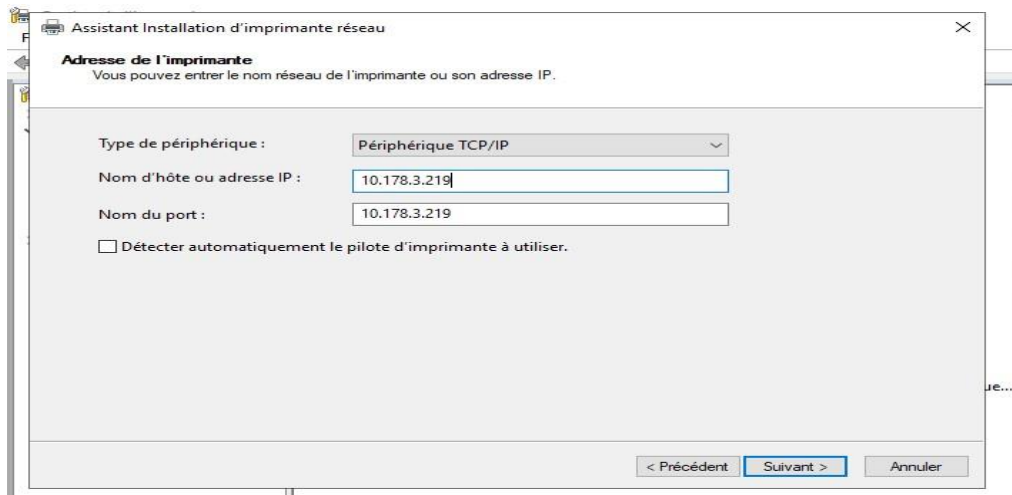 Assistant Installation d'imprimante réseau
Adresse de l'imprimante
Vous pouvez entrer le nom réseau de l'imprimante ou son adresse IP.
Type de périphérique :
Périphérique TCP/IP
Nom d'hôte ou adresse IP :
10.178.3.219
Nom du port :
10.178.3.219
Détecter automatiquement le pilote d'imprimante à utiliser.
ue...
< Précédent
Suivant >
Annuler